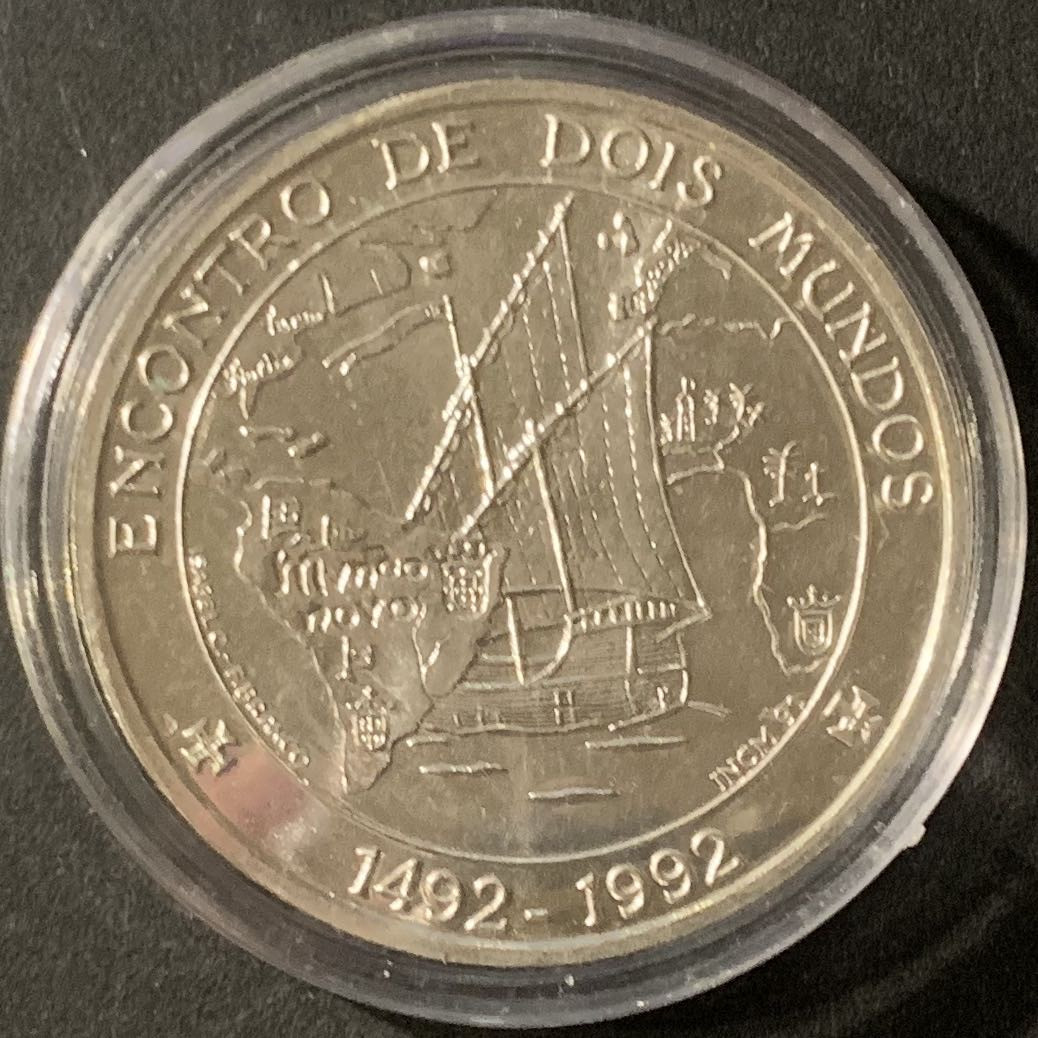 ENCONTRO DE DOIS MUNDOS
MUNDO
NOVO
INCM
1492-1992